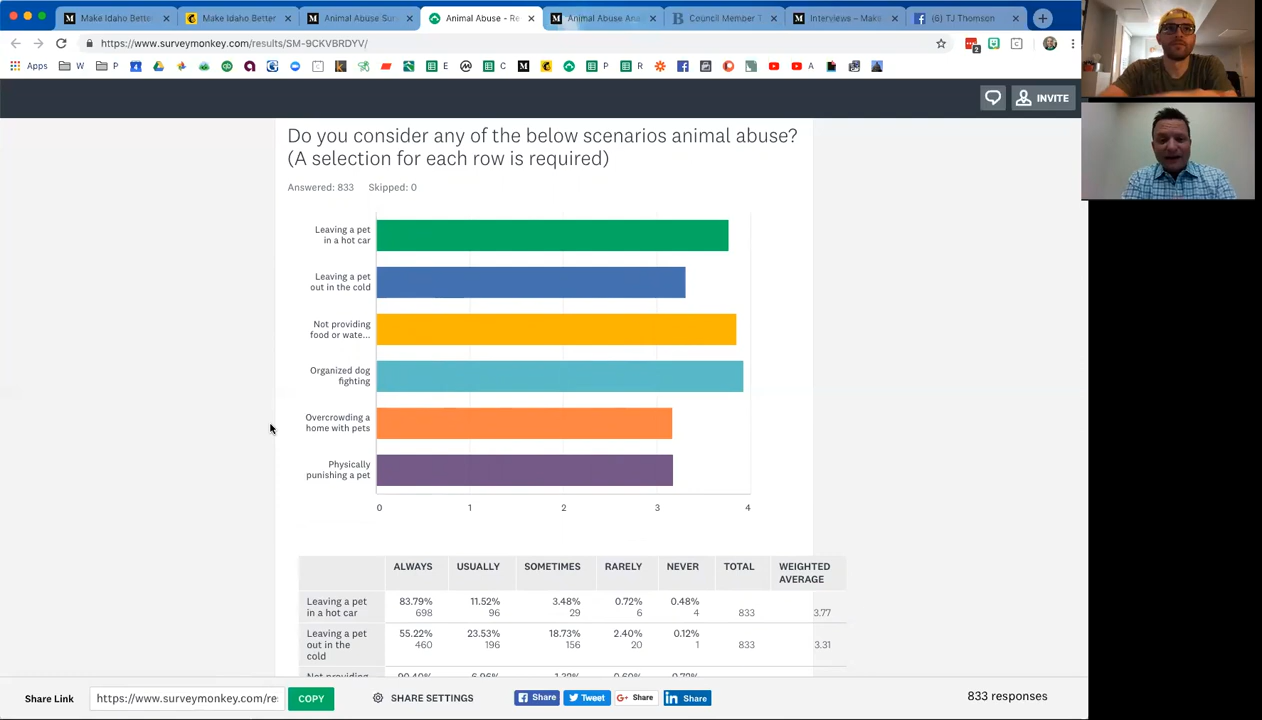 Make Idaho Better
Make Idaho Better
Animal Abuse Sur
Animal Abuse - Re
Animal Abuse Ana
Council Member T
Interviews – Make
(6) TJ Thomson
https://www.surveymonkey.com/results/SM-9CKVBRDYV/
Apps W P E C P R A
INVITE
Do you consider any of the below scenarios animal abuse?
(A selection for each row is required)
Answered: 833 Skipped: 0
Leaving a pet
in a hot car
Leaving a pet
out in the cold
Not providing
food or wate...
Organized dog
fighting
Overcrowding a
home with pets
Physically
punishing a pet
0 1 2 3 4
ALWAYS USUALLY SOMETIMES RARELY NEVER TOTAL WEIGHTED
AVERAGE
Leaving a pet 83.79% 11.52% 3.48% 0.72% 0.48%
in a hot car 698 96 29 6 4 833 3.77
Leaving a pet 55.22% 23.53% 18.73% 2.40% 0.12%
out in the 460 196 156 20 1 833 3.31
cold
Share Link https://www.surveymonkey.com/re COPY SHARE SETTINGS Share Tweet Share Share 833 responses